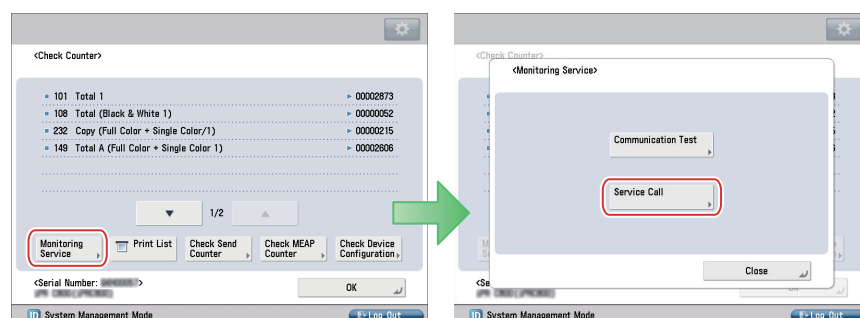 <Check Counter>
101 Total 1 00002873
108 Total (Black & White 1) 00000052
232 Copy (Full Color + Single Color/1) 00000215
149 Total A (Full Color + Single Color 1) 00002606
1/2
Monitoring Service
Print List
Check Send Counter
Check MEAP Counter
Check Device Configuration
<Serial Number: >
OK
System Management Mode
Log Out
<Check Counter>
<Monitoring Service>
Communication Test
Service Call
Close
System Management Mode
Log Out